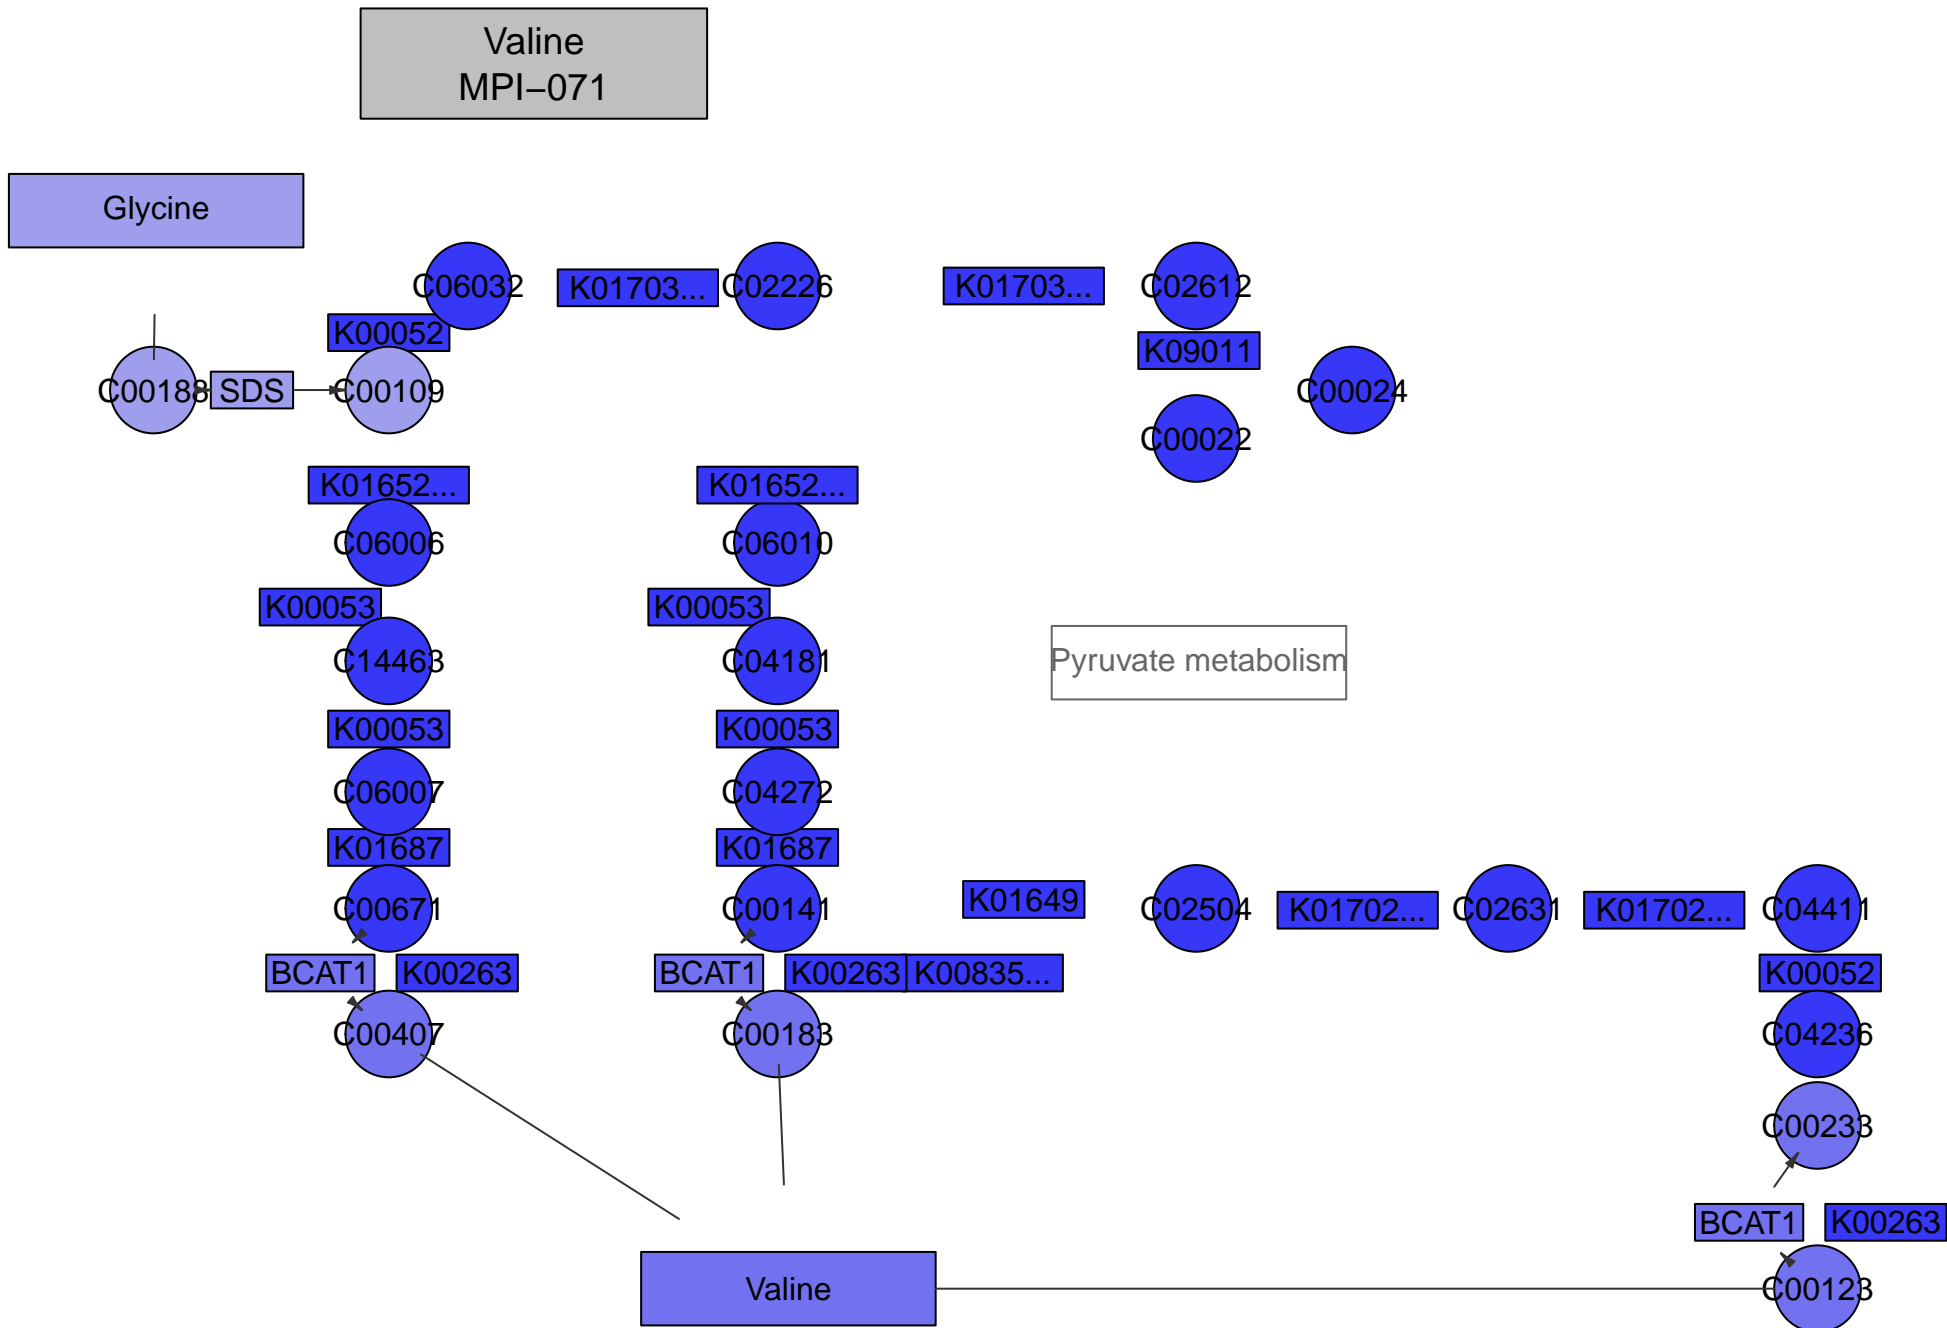 Valine
MPI−071
Glycine
C06032
K01703...
C02226
K01703...
C02612
K00052
K09011
C00188
SDS
C00109
C00024
C00022
K01652...
K01652...
C06006
C06010
K00053
K00053
C14463
C04181
Pyruvate metabolism
K00053
K00053
C06007
C04272
K01687
K01687
C00671
C00141
K01649
C02504
K01702...
C02631
K01702...
C04411
BCAT1
K00263
BCAT1
K00263
K00835...
K00052
C00407
C00183
C04236
C00233
BCAT1
K00263
Valine
C00123